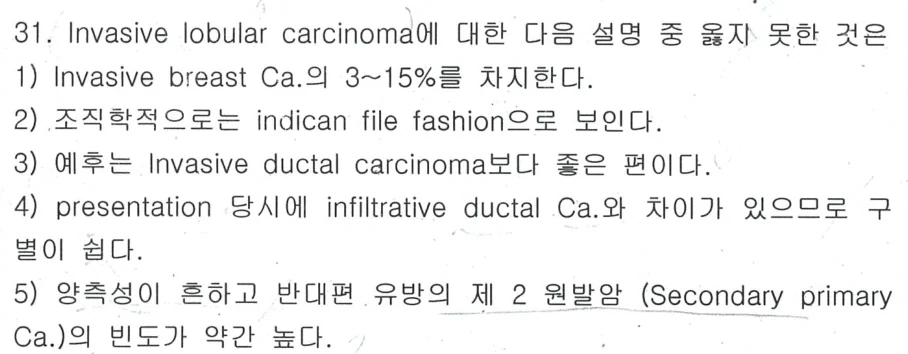 31. Invasive lobular carcinoma에 대한 다음 설명 중 옳지 못한 것은
1) Invasive breast Ca.의 3~15%를 차지한다.
2) 조직학적으로는 indican file fashion으로 보인다.
3) 예후는 Invasive ductal carcinoma보다 좋은 편이다.
4) presentation 당시에 infiltrative ductal Ca.와 차이가 있으므로 구
별이 쉽다.
5) 양측성이 흔하고 반대편 유방의 제 2 원발암 (Secondary primary
Ca.)의 빈도가 약간 높다.